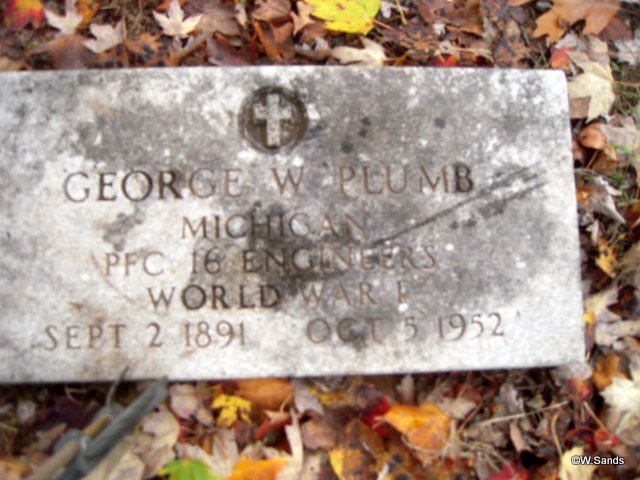 GEORGE W PLUMB
MICHIGAN
PFC 16 ENGINEERS
WORLD WAR I
SEPT 2 1891 OCT 5 1952
©W.Sands